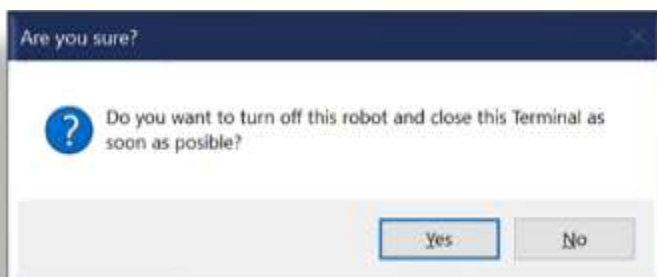 Are you sure?
Do you want to turn off this robot and close this Terminal as
soon as posible?
Yes
No